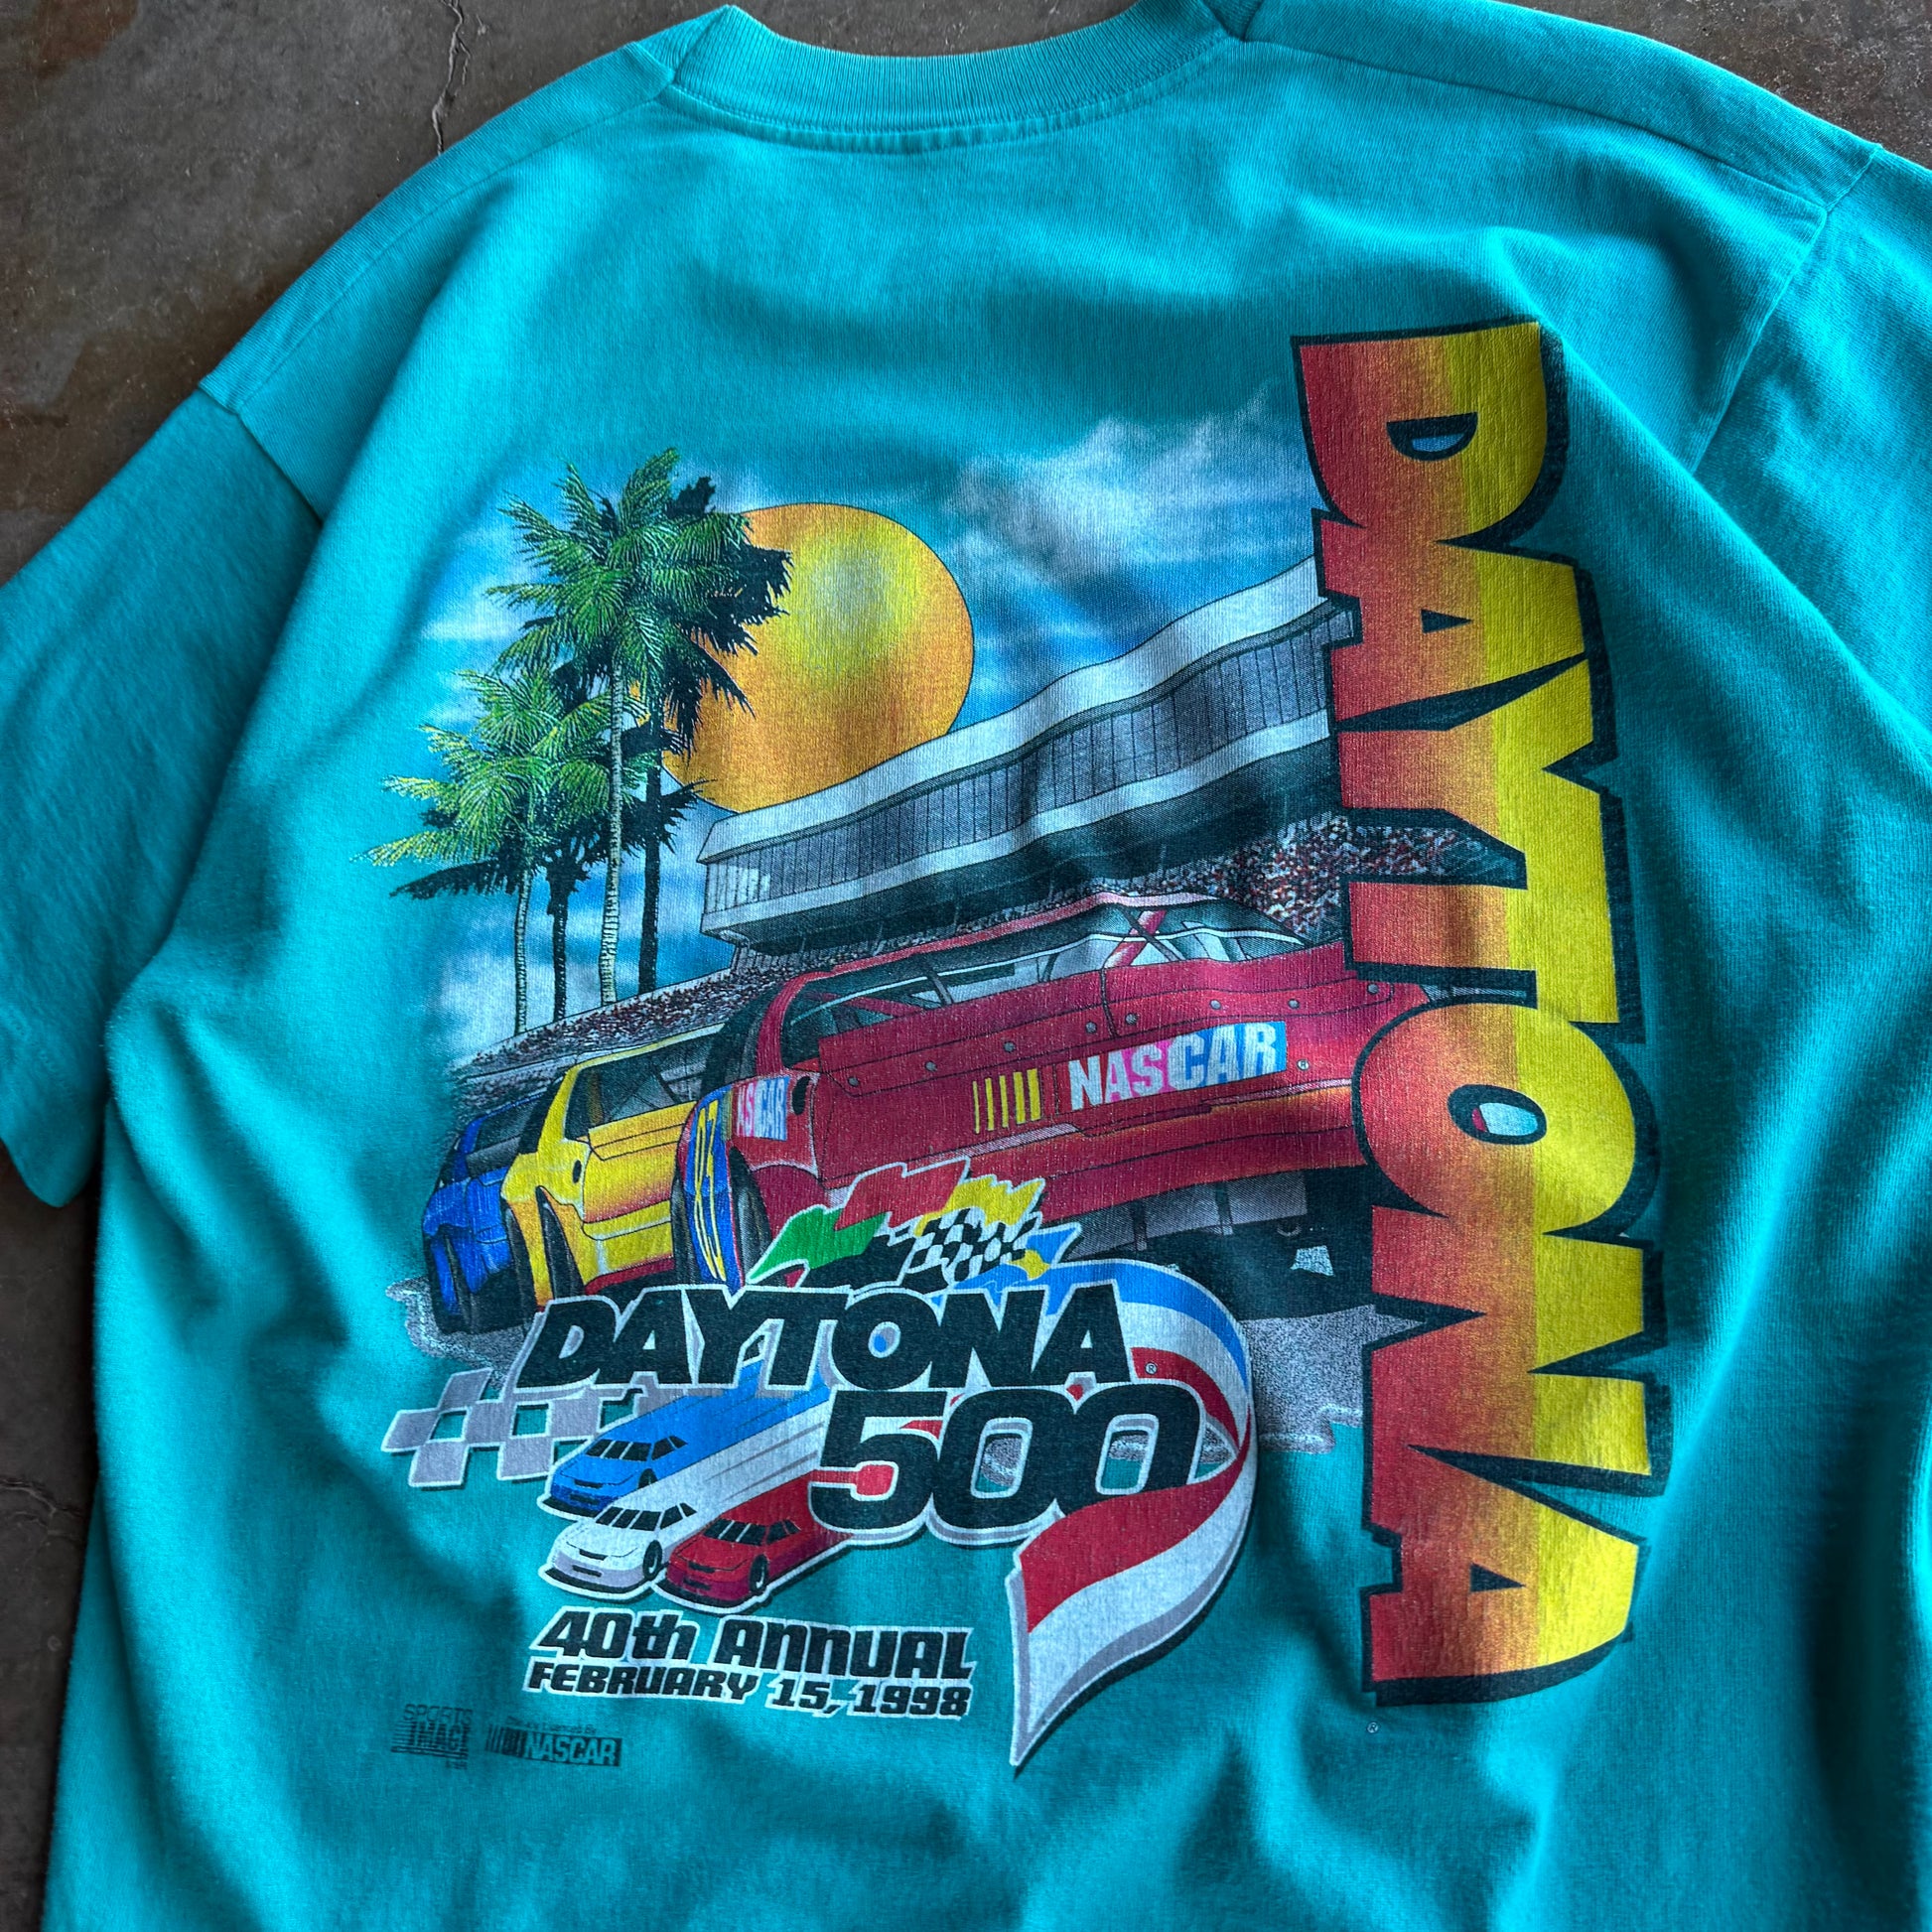 DAYTONA
NASCAR
NASCAR
DAYTONA
500
40th ANNUAL
FEBRUARY 15, 1998
SPORTS
IMAGE
NASCAR